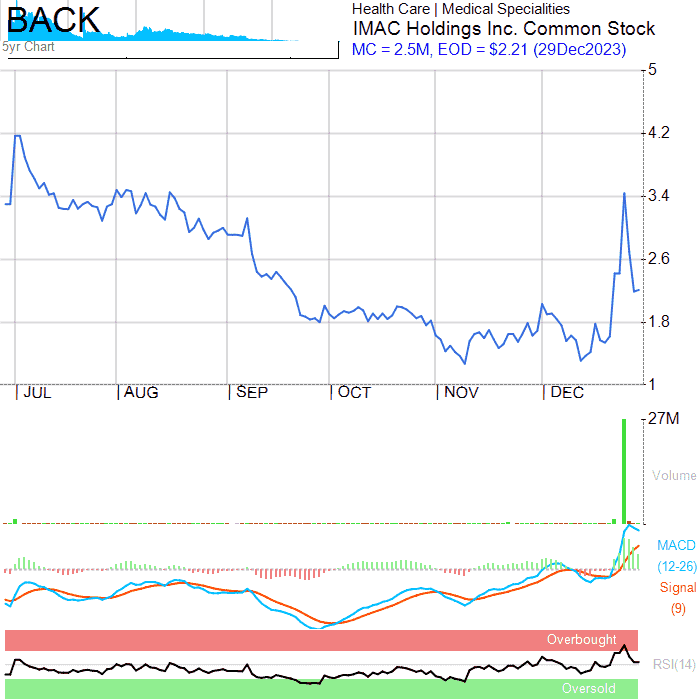 BACK
5yr Chart
Health Care | Medical Specialities
IMAC Holdings Inc. Common Stock
MC = 2.5M, EOD = $2.21 (29Dec2023)
5
4.2
3.4
2.6
1.8
1
JUL AUG SEP OCT NOV DEC
27M
Volume
MACD
(12-26)
Signal
(9)
Overbought
RSI(14)
Oversold